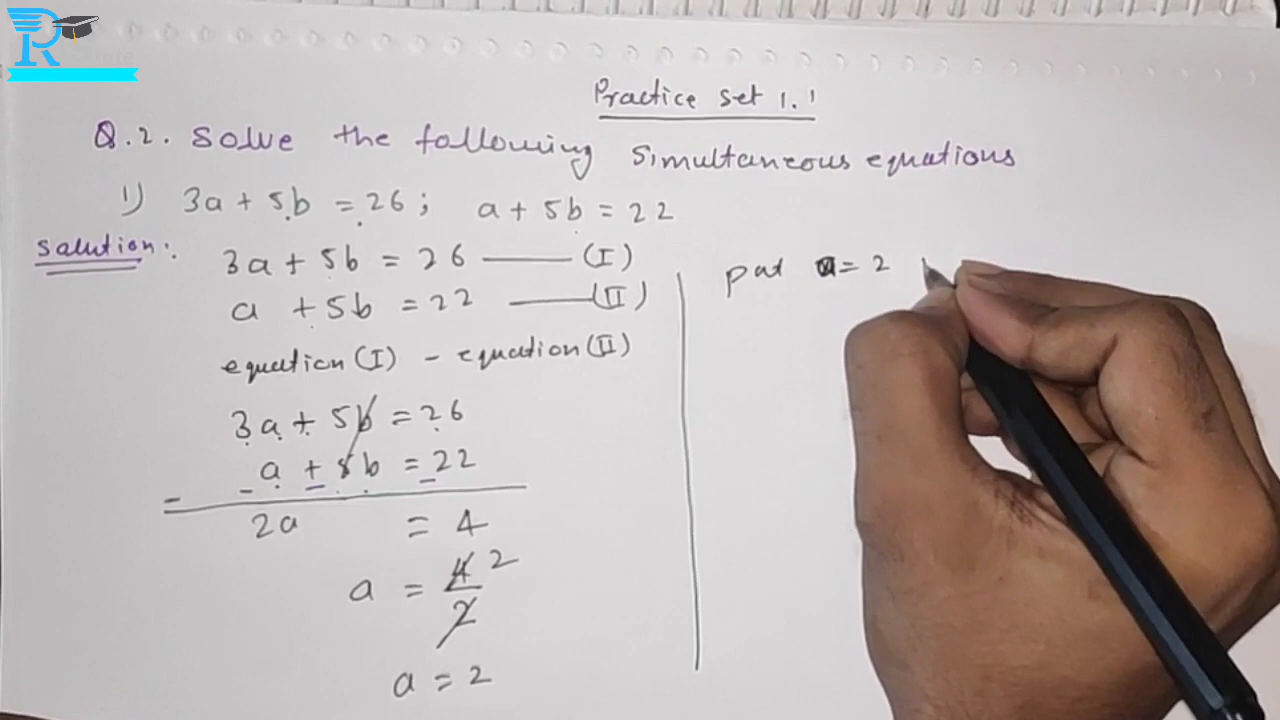 Practice set 1.1
Q.2. Solve the following simultaneous equations
1) 3a + 5b = 26 ; a + 5b = 22
Solution:
3a + 5b = 26 —— (I)
a + 5b = 22 —— (II)
equation (I) - equation (II)
3a + 5b = 26
a + 5b = 22
- - - -
2a = 4
a = 4/2 2
a = 2
put a = 2